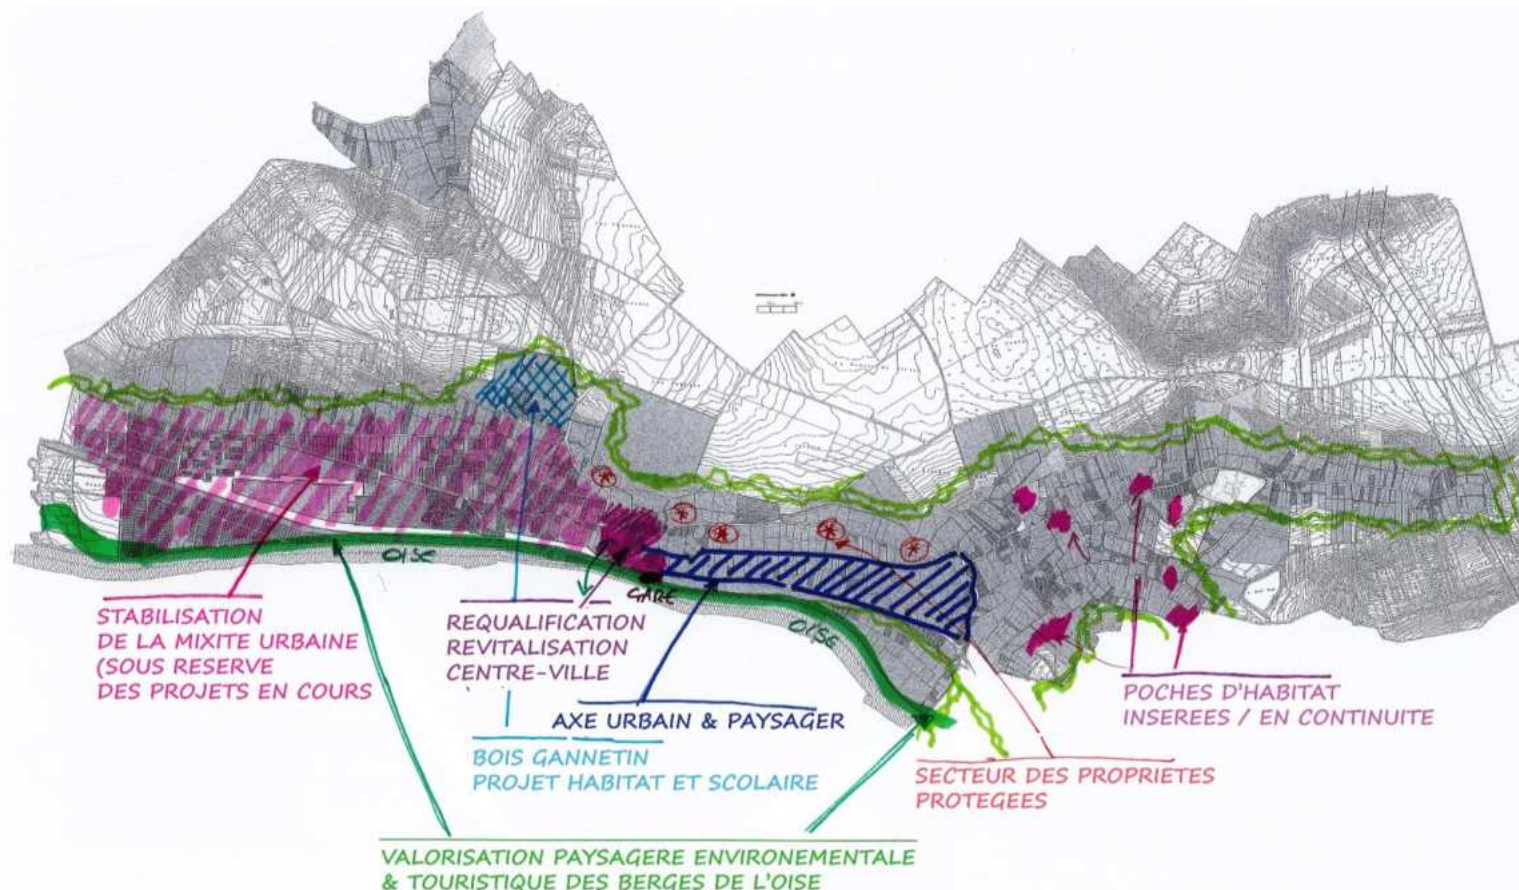 OISE
GARE
OISE
STABILISATION
DE LA MIXITE URBAINE
(SOUS RESERVE
DES PROJETS EN COURS
REQUALIFICATION
REVITALISATION
CENTRE-VILLE
AXE URBAIN & PAYSAGER
BOIS GANNETIN
PROJET HABITAT ET SCOLAIRE
POCHES D'HABITAT
INSEREES / EN CONTINUITE
SECTEUR DES PROPRIETES
PROTEGEES
VALORISATION PAYSAGERE ENVIRONEMENTALE
& TOURISTIQUE DES BERGES DE L'OISE